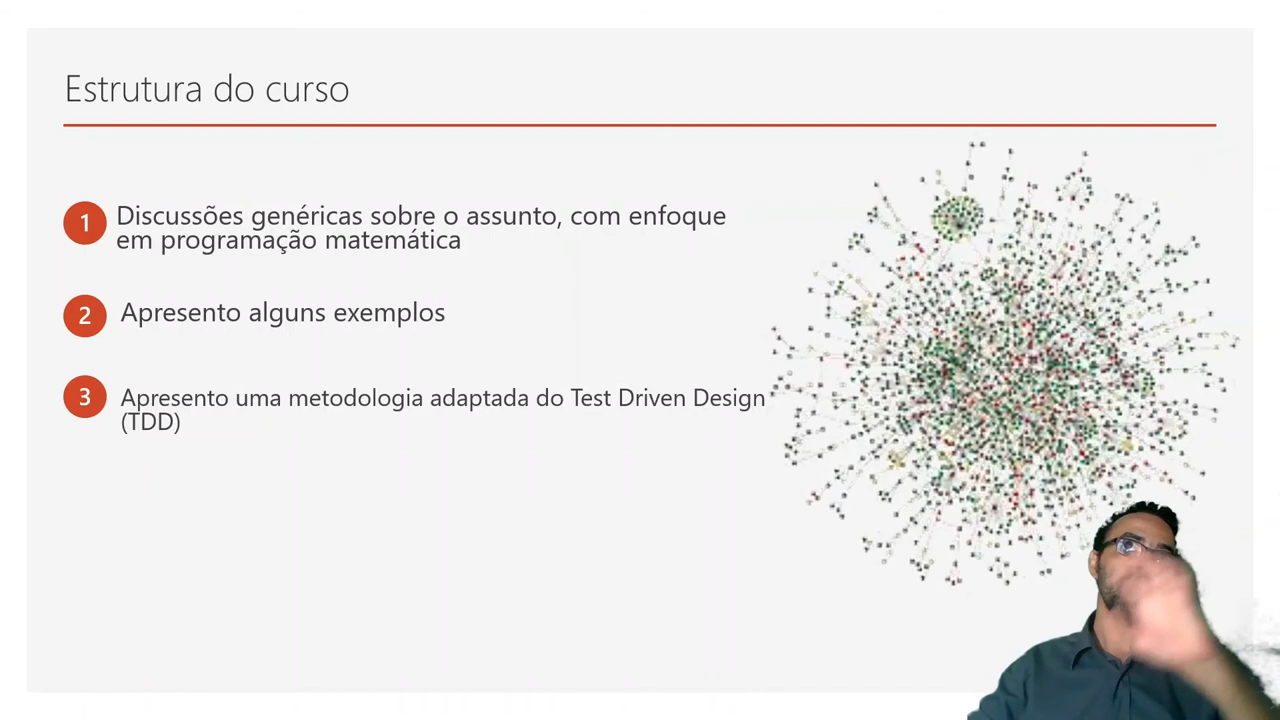 Estrutura do curso
1 Discussões genéricas sobre o assunto, com enfoque
em programação matemática
2 Apresento alguns exemplos
3 Apresento uma metodologia adaptada do Test Driven Design
(TDD)